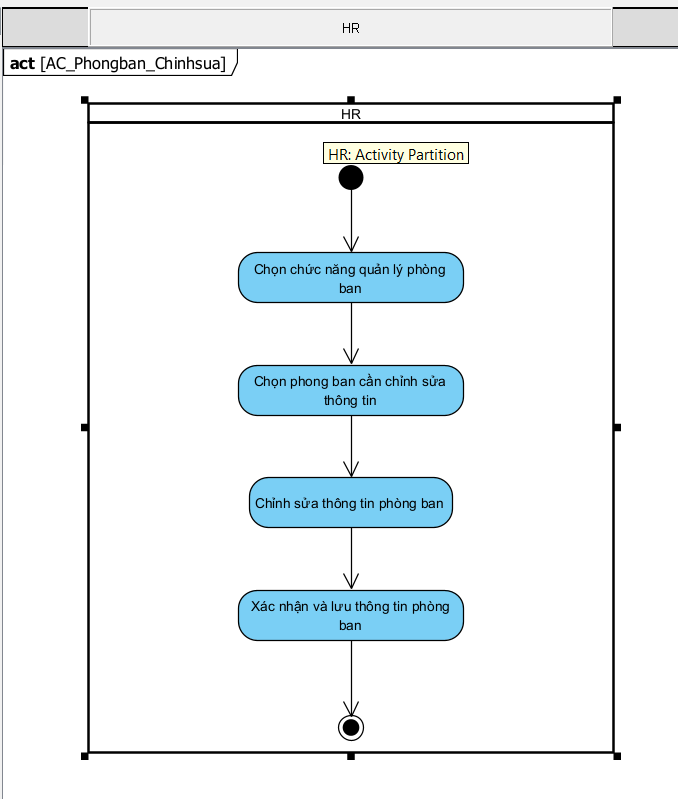 HR
act [AC_Phongban_Chinhsua]
HR
HR: Activity Partition
Chọn chức năng quản lý phòng
ban
Chọn phong ban cần chỉnh sửa
thông tin
Chỉnh sửa thông tin phòng ban
Xác nhận và lưu thông tin phòng
ban